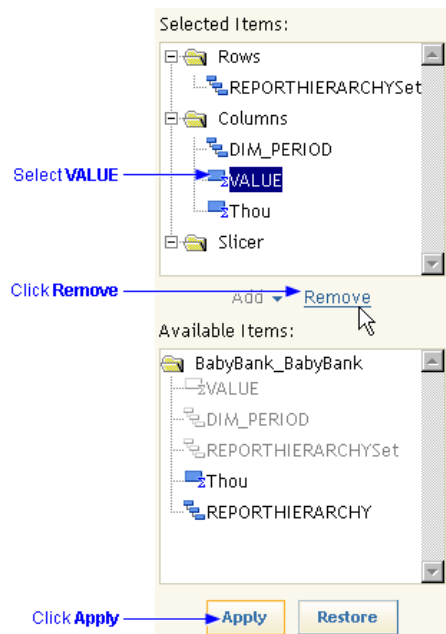 Selected Items:
Rows
REPORTHIERARCHYSet
Columns
DIM_PERIOD
Select VALUE
VALUE
Thou
Slicer
Click Remove
Add Remove
Available Items:
BabyBank_BabyBank
VALUE
DIM_PERIOD
REPORTHIERARCHYSet
Thou
REPORTHIERARCHY
Click Apply
Apply Restore